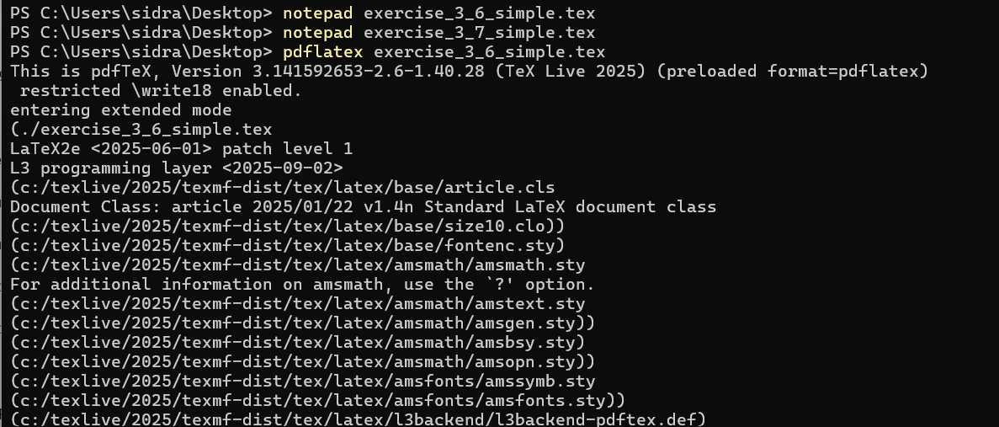 PS C:\Users\sidra\Desktop> notepad exercise_3_6_simple.tex
PS C:\Users\sidra\Desktop> notepad exercise_3_7_simple.tex
PS C:\Users\sidra\Desktop> pdflatex exercise_3_6_simple.tex
This is pdfTeX, Version 3.141592653-2.6-1.40.28 (TeX Live 2025) (preloaded format=pdflatex)
 restricted \write18 enabled.
entering extended mode
(./exercise_3_6_simple.tex
LaTeX2e <2025-06-01> patch level 1
L3 programming layer <2025-09-02>
(c:/texlive/2025/texmf-dist/tex/latex/base/article.cls
Document Class: article 2025/01/22 v1.4n Standard LaTeX document class
(c:/texlive/2025/texmf-dist/tex/latex/base/size10.clo))
(c:/texlive/2025/texmf-dist/tex/latex/base/fontenc.sty)
(c:/texlive/2025/texmf-dist/tex/latex/amsmath/amsmath.sty
For additional information on amsmath, use the `?' option.
(c:/texlive/2025/texmf-dist/tex/latex/amsmath/amstext.sty
(c:/texlive/2025/texmf-dist/tex/latex/amsmath/amsgen.sty))
(c:/texlive/2025/texmf-dist/tex/latex/amsmath/amsbsy.sty)
(c:/texlive/2025/texmf-dist/tex/latex/amsmath/amsopn.sty))
(c:/texlive/2025/texmf-dist/tex/latex/amsfonts/amssymb.sty
(c:/texlive/2025/texmf-dist/tex/latex/amsfonts/amsfonts.sty))
(c:/texlive/2025/texmf-dist/tex/latex/l3backend/l3backend-pdftex.def)